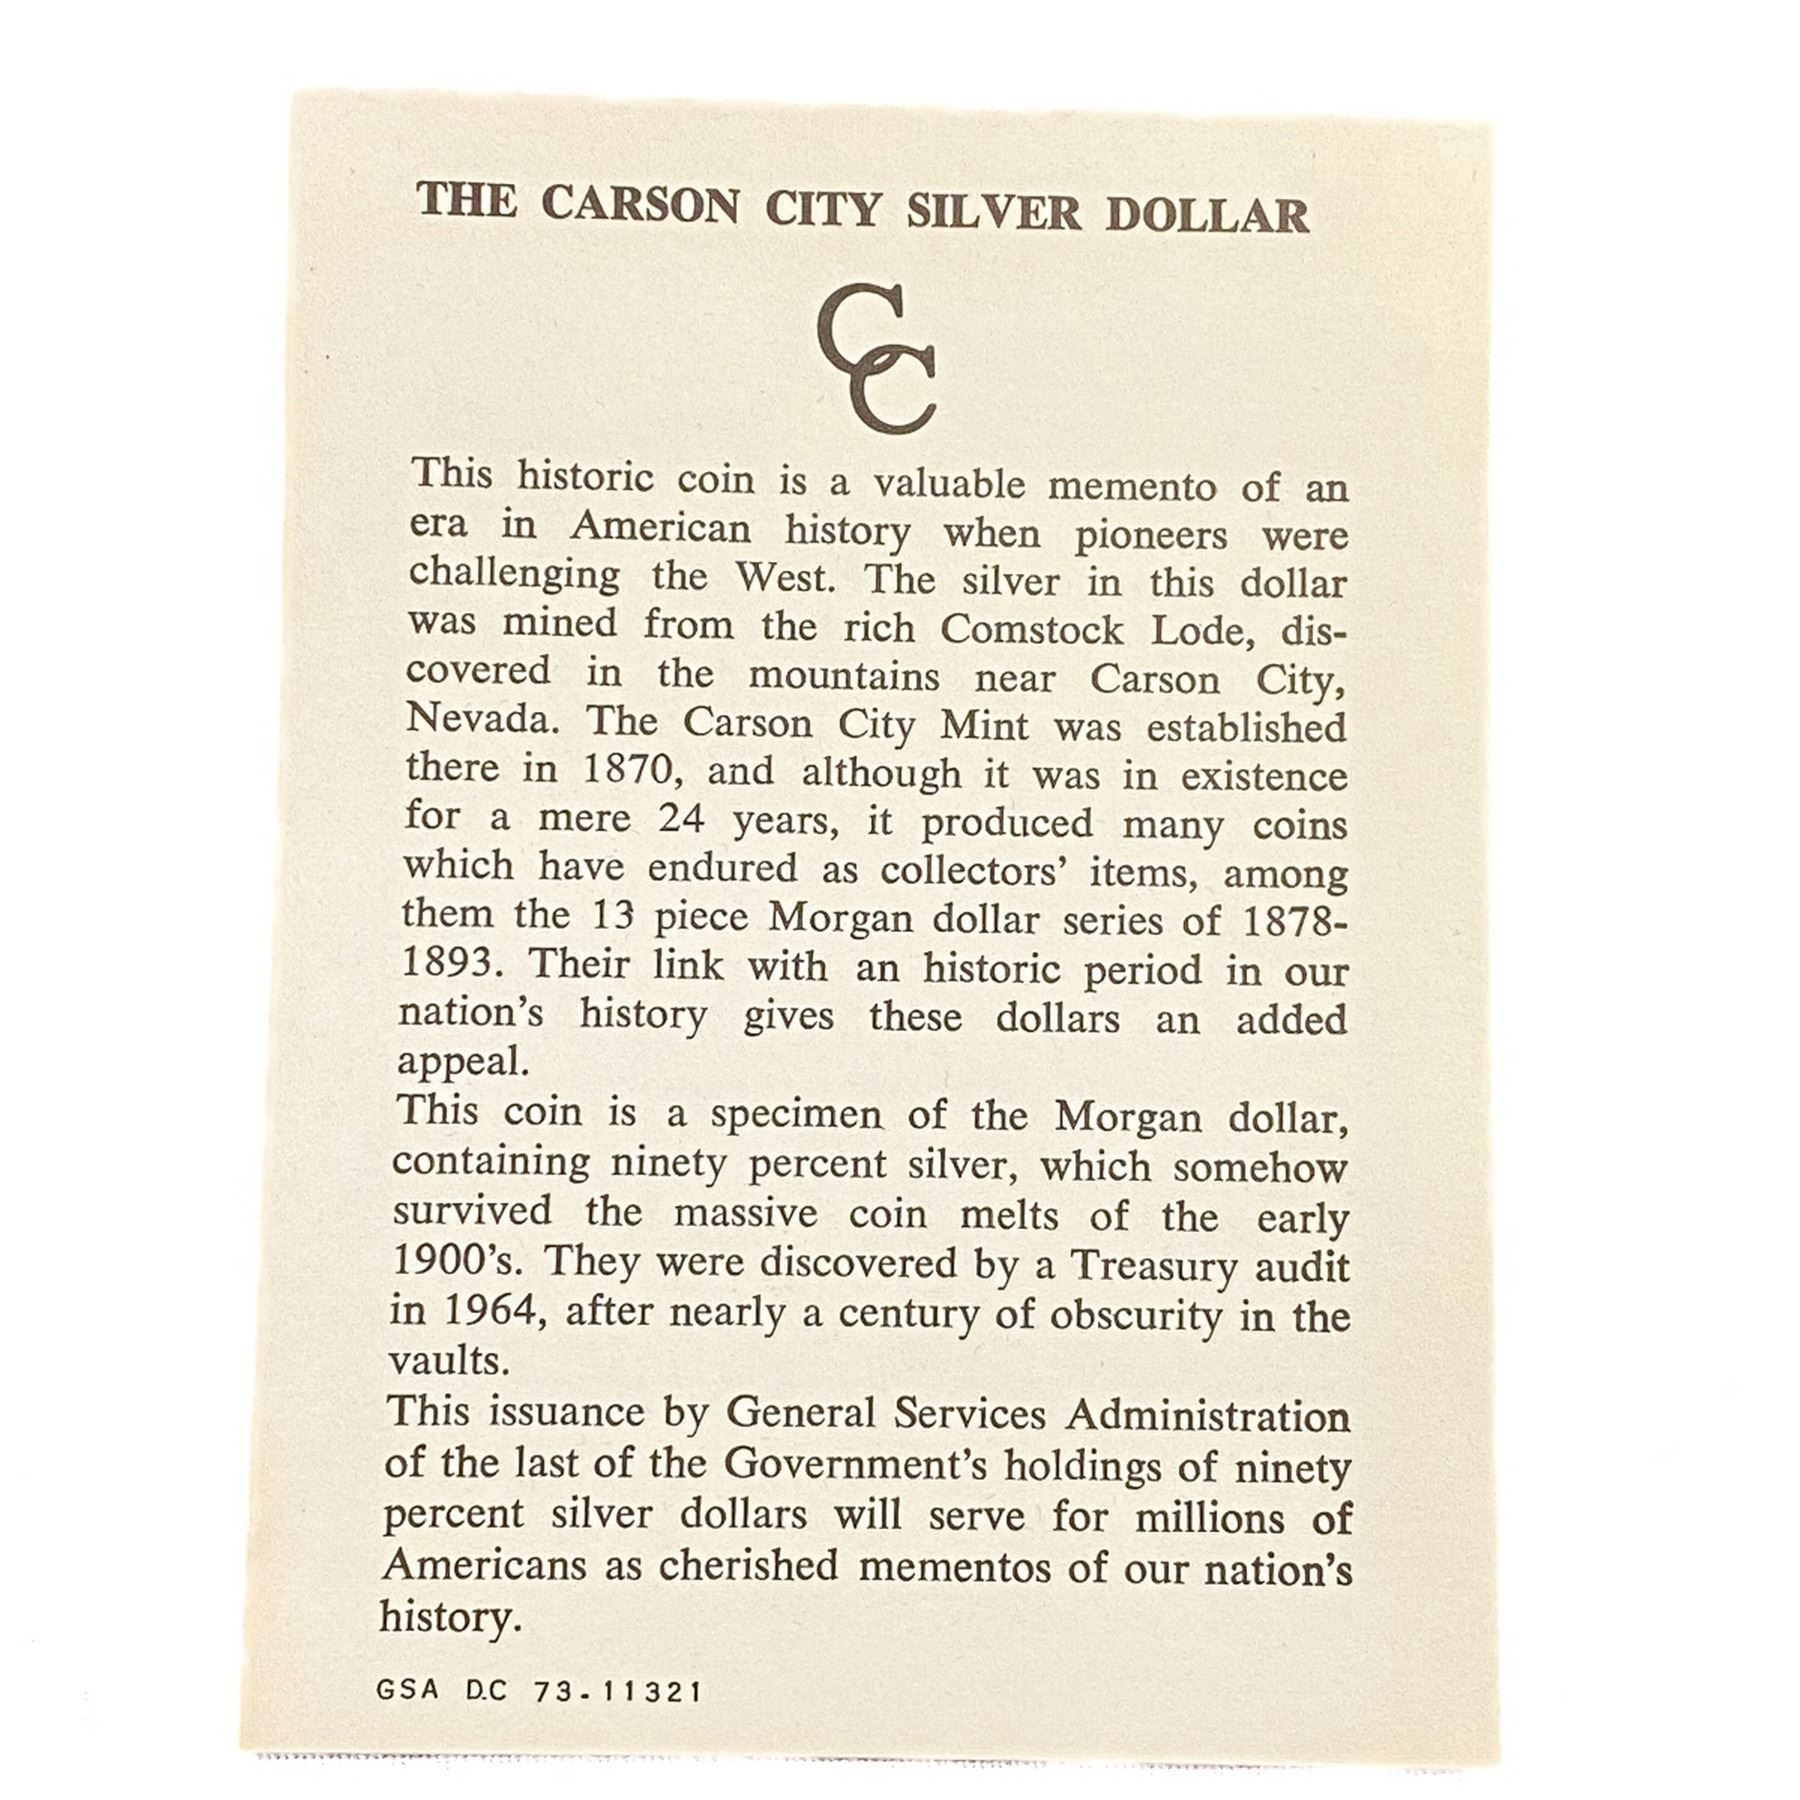 THE CARSON CITY SILVER DOLLAR
CC
This historic coin is a valuable memento of an
era in American history when pioneers were
challenging the West. The silver in this dollar
was mined from the rich Comstock Lode, dis-
covered in the mountains near Carson City,
Nevada. The Carson City Mint was established
there in 1870, and although it was in existence
for a mere 24 years, it produced many coins
which have endured as collectors’ items, among
them the 13 piece Morgan dollar series of 1878-
1893. Their link with an historic period in our
nation’s history gives these dollars an added
appeal.
This coin is a specimen of the Morgan dollar,
containing ninety percent silver, which somehow
survived the massive coin melts of the early
1900’s. They were discovered by a Treasury audit
in 1964, after nearly a century of obscurity in the
vaults.
This issuance by General Services Administration
of the last of the Government’s holdings of ninety
percent silver dollars will serve for millions of
Americans as cherished mementos of our nation’s
history.
GSA D.C 73-11321